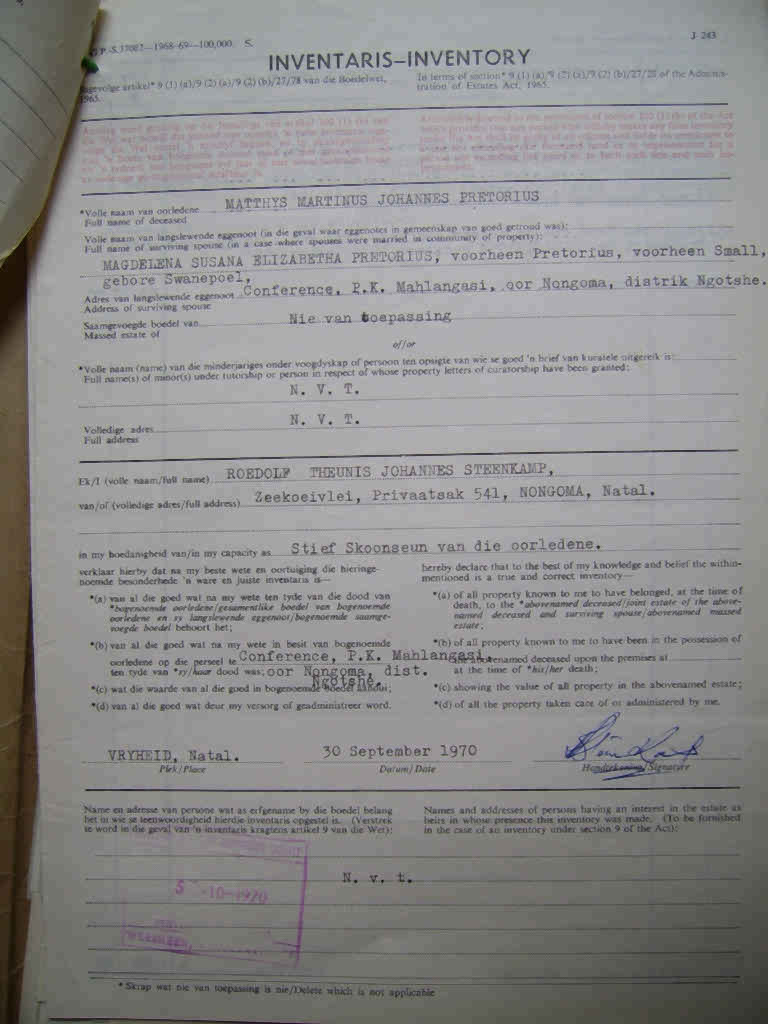 G.P.-S.37087—1968-69—100,000. S.
J 243
INVENTARIS—INVENTORY
Ingevolge artikel* 9 (1) (a)/9 (2) (a)/9 (2) (b)/27/78 van die Boedelwet, 1965.
In terms of section* 9 (1) (a)/9 (2) (a)/9 (2) (b)/27/78 of the Adminis-
tration of Estates Act, 1965.
*Volle naam van oorledene MATTHYS MARTINUS JOHANNES PRETORIUS
Full name of deceased
Volle naam van langslewende eggenoot (in die geval waar eggenotes in gemeenskap van goed getroud was):
Full name of surviving spouse (in a case where spouses were married in community of property):
MAGDELENA SUSANA ELIZABETHA PRETORIUS, voorheen Pretorius, voorheen Small,
gebore Swanepoel,
Adres van langslewende eggenoot Conference, P.K. Mahlangasi, oor Nongoma, distrik Ngotshe.
Address of surviving spouse
Saamgevoegde boedel van Nie van toepassing
Massed estate of
of/or
*Volle naam (name) van die minderjariges onder voogdyskap of persoon ten opsigte van wie se goed 'n brief van kuratele uitgereik is:
Full name(s) of minor(s) under tutorship or person in respect of whose property letters of curatorship have been granted:
N. V. T.
N. V. T.
Volledige adres
Full address
Ek/I (volle naam/full name) ROEDOLF THEUNIS JOHANNES STEENKAMP,
van/of (volledige adres/full address) Zeekoeivlei, Privaatsak 541, NONGOMA, Natal.
in my hoedanigheid van/in my capacity as Stief Skoonseun van die oorledene.
verklaar hierby dat na my beste wete en oortuiging die hieringe-
noemde besonderhede 'n ware en juiste inventaris is—
hereby declare that to the best of my knowledge and belief the within-
mentioned is a true and correct inventory—
*(a) van al die goed wat na my wete ten tyde van die dood van
*bogenoemde oorledene/gesamentlike boedel van bogenoemde
oorledene en sy langslewende eggenoot/bogenoemde saamge-
voegde boedel behoort het;
*(a) of all property known to me to have belonged, at the time of
death, to the *abovenamed deceased/joint estate of the above-
named deceased and surviving spouse/abovenamed massed
estate;
*(b) van al die goed wat na my wete in besit van bogenoemde
oorledene op die perseel te Conference, P.K. Mahlangasi,
ten tyde van *sy/haar dood was; oor Nongoma, dist.
Ngotshe.
*(b) of all property known to me to have been in the possession of
the abovenamed deceased upon the premises at
at the time of *his/her death;
*(c) wat die waarde van al die goed in bogenoemde boedel aandui;
*(c) showing the value of all property in the abovenamed estate;
*(d) van al die goed wat deur my versorg of geadministreer word.
*(d) of all the property taken care of or administered by me.
VRYHEID, Natal.
30 September 1970
Plek/Place
Datum/Date
Handtekening/Signature
Name en adresse van persone wat as erfgename by die boedel belang
het in wie se teenwoordigheid hierdie inventaris opgestel is. (Verstrek
te word in die geval van 'n inventaris kragtens artikel 9 van die Wet):
Names and addresses of persons having an interest in the estate as
heirs in whose presence this inventory was made. (To be furnished
in the case of an inventory under section 9 of the Act):
5 -10-1970
N. v. t.
* Skrap wat nie van toepassing is nie/Delete which is not applicable